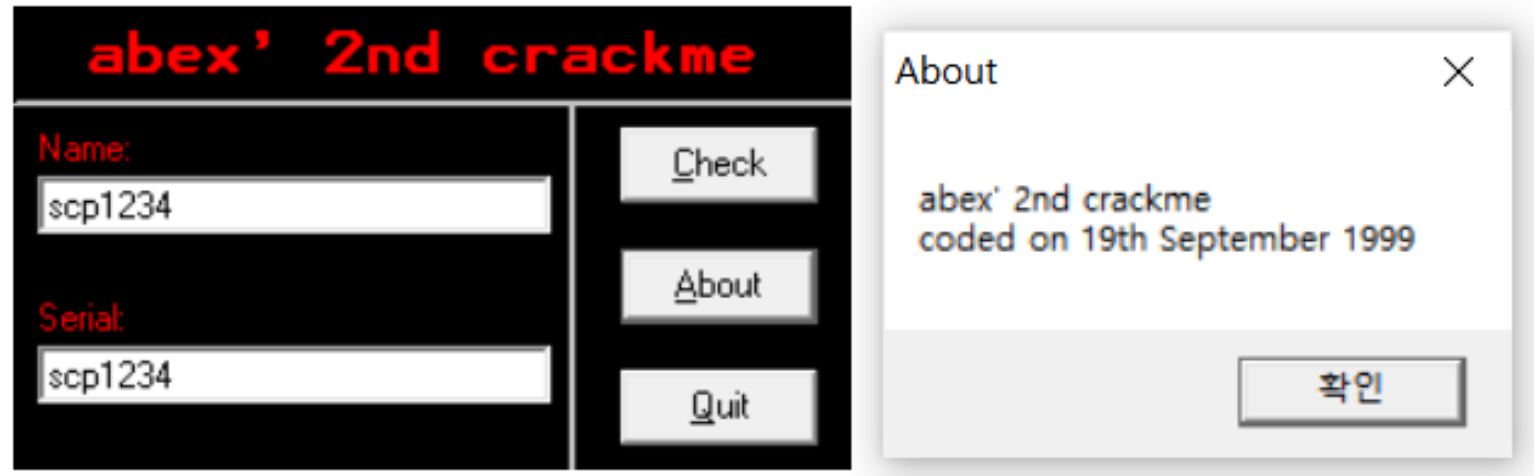 abex’ 2nd crackme
Name:
scp1234
Serial:
scp1234
Check
About
Quit
About
abex' 2nd crackme
coded on 19th September 1999
확인